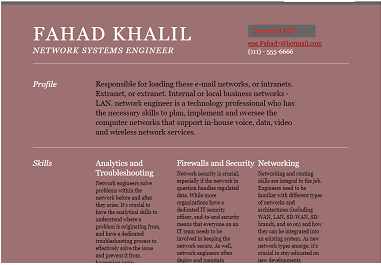 FAHAD KHALIL
NETWORK SYSTEMS ENGINEER
Download PDF
eng.Fahad7@hotmail.com
(111) - 555-6666
Profile
Responsible for loading these e-mail networks, or intranets.
Extranet, or extranet. Internal or local business networks -
LAN. network engineer is a technology professional who has
the necessary skills to plan, implement and oversee the
computer networks that support in-house voice, data, video
and wireless network services.
Skills
Analytics and
Troubleshooting
Network engineers solve
problems within the
network before and after
they arise. It's crucial to
have the analytical skills to
understand where a
problem is originating from,
and have a dedicated
troubleshooting process to
effectively solve the issue
and prevent it from
happening again.
Firewalls and Security
Network security is crucial,
especially if the network in
question handles regulated
data. While more
organizations have a
dedicated IT security
officer, end-to-end security
means that everyone on an
IT team needs to be
involved in keeping the
network secure. As well,
network engineers often
deploy and maintain
Networking
Networking and routing
skills are integral to the job.
Engineers need to be
familiar with different types
of networks and
architectures (including
WAN, LAN, SD-WAN, SD-
branch, and so on) and how
they can be integrated into
an existing system. As new
network types emerge, it's
crucial to stay educated on
new developments